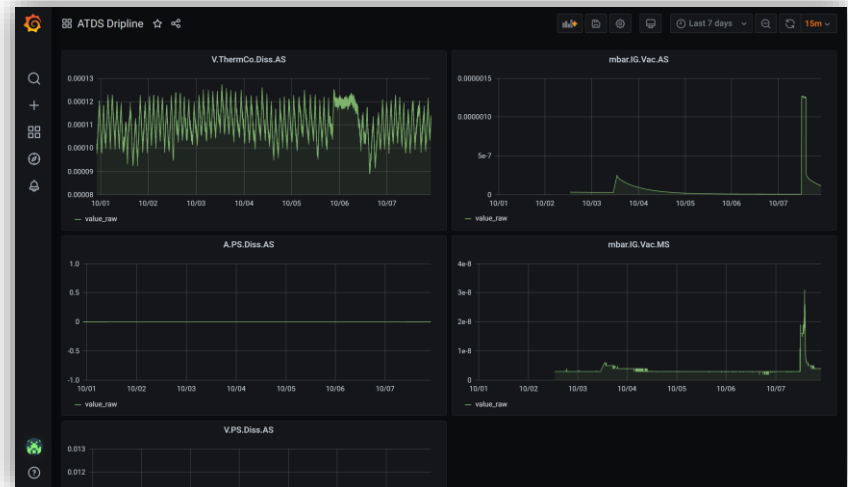 ATDS Dripline
Last 7 days
15m
V.ThermCo.Diss.AS
0.00013
0.00012
0.00011
0.00010
0.00009
0.00008
10/01 10/02 10/03 10/04 10/05 10/06 10/07
value_raw
mbar.IG.Vac.AS
0.0000015
0.0000010
5e-7
0
10/01 10/02 10/03 10/04 10/05 10/06 10/07
value_raw
A.PS.Diss.AS
1.0
0.5
0
-0.5
-1.0
10/01 10/02 10/03 10/04 10/05 10/06 10/07
value_raw
mbar.IG.Vac.MS
4e-8
3e-8
2e-8
1e-8
0
10/01 10/02 10/03 10/04 10/05 10/06 10/07
value_raw
V.PS.Diss.AS
0.013
0.012